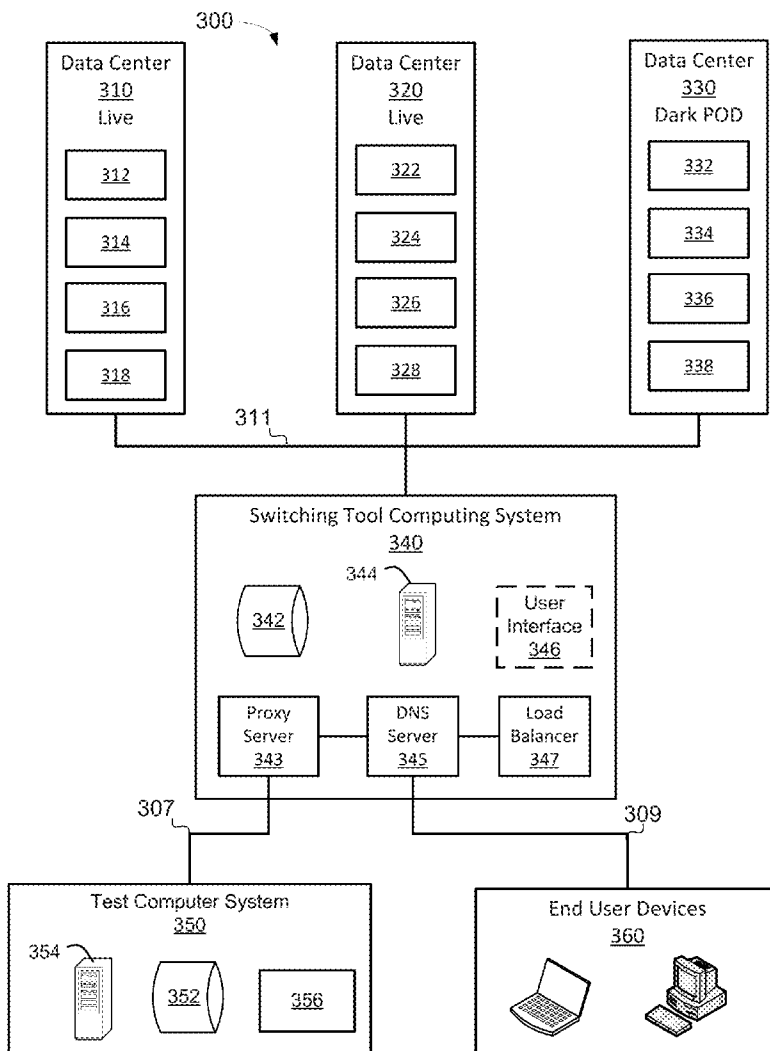 300
Data Center
310
Live
312
314
316
318
Data Center
320
Live
322
324
326
328
Data Center
330
Dark POD
332
334
336
338
311
Switching Tool Computing System
340
342
344
User
Interface
346
Proxy
Server
343
DNS
Server
345
Load
Balancer
347
307
309
Test Computer System
350
354
352
356
End User Devices
360